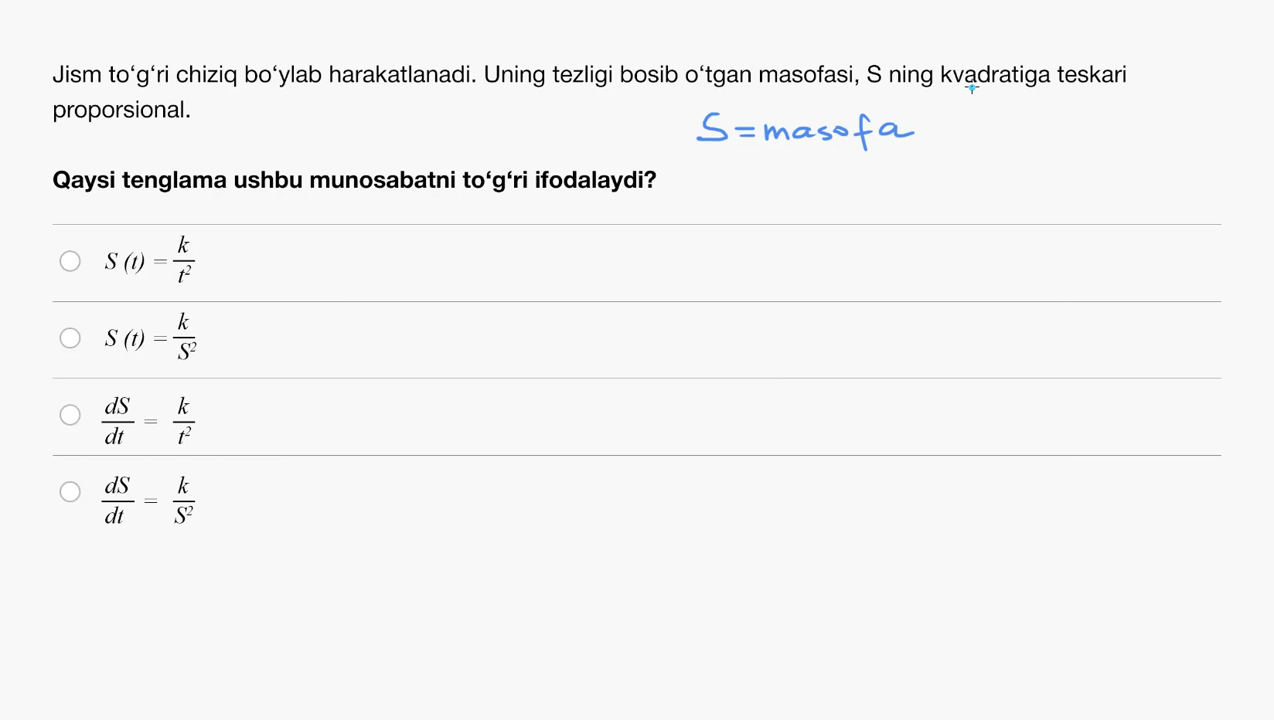 Jism to‘g‘ri chiziq bo‘ylab harakatlanadi. Uning tezligi bosib o‘tgan masofasi, S ning kvadratiga teskari
proporsional.
S = masofa
Qaysi tenglama ushbu munosabatni to‘g‘ri ifodalaydi?
S (t) = k/t²
S (t) = k/S²
dS/dt = k/t²
dS/dt = k/S²